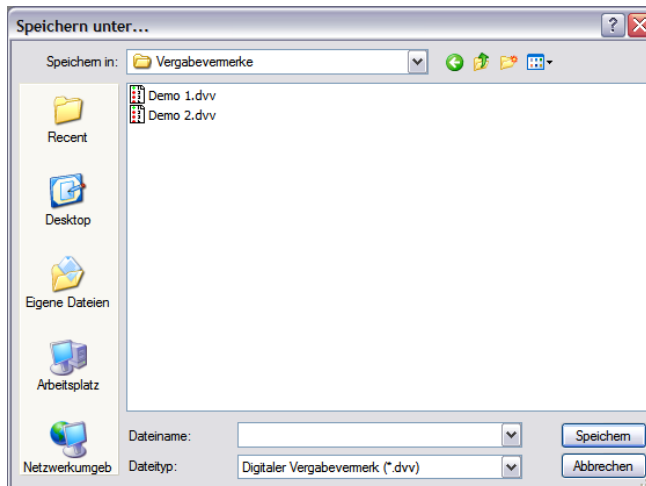 Speichern unter...
Speichern in: Vergabevermerke
Demo 1.dvv
Demo 2.dvv
Recent
Desktop
Eigene Dateien
Arbeitsplatz
Netzwerkumgeb
Dateiname: Speichern
Dateityp: Digitaler Vergabevermerk (*.dvv) Abbrechen